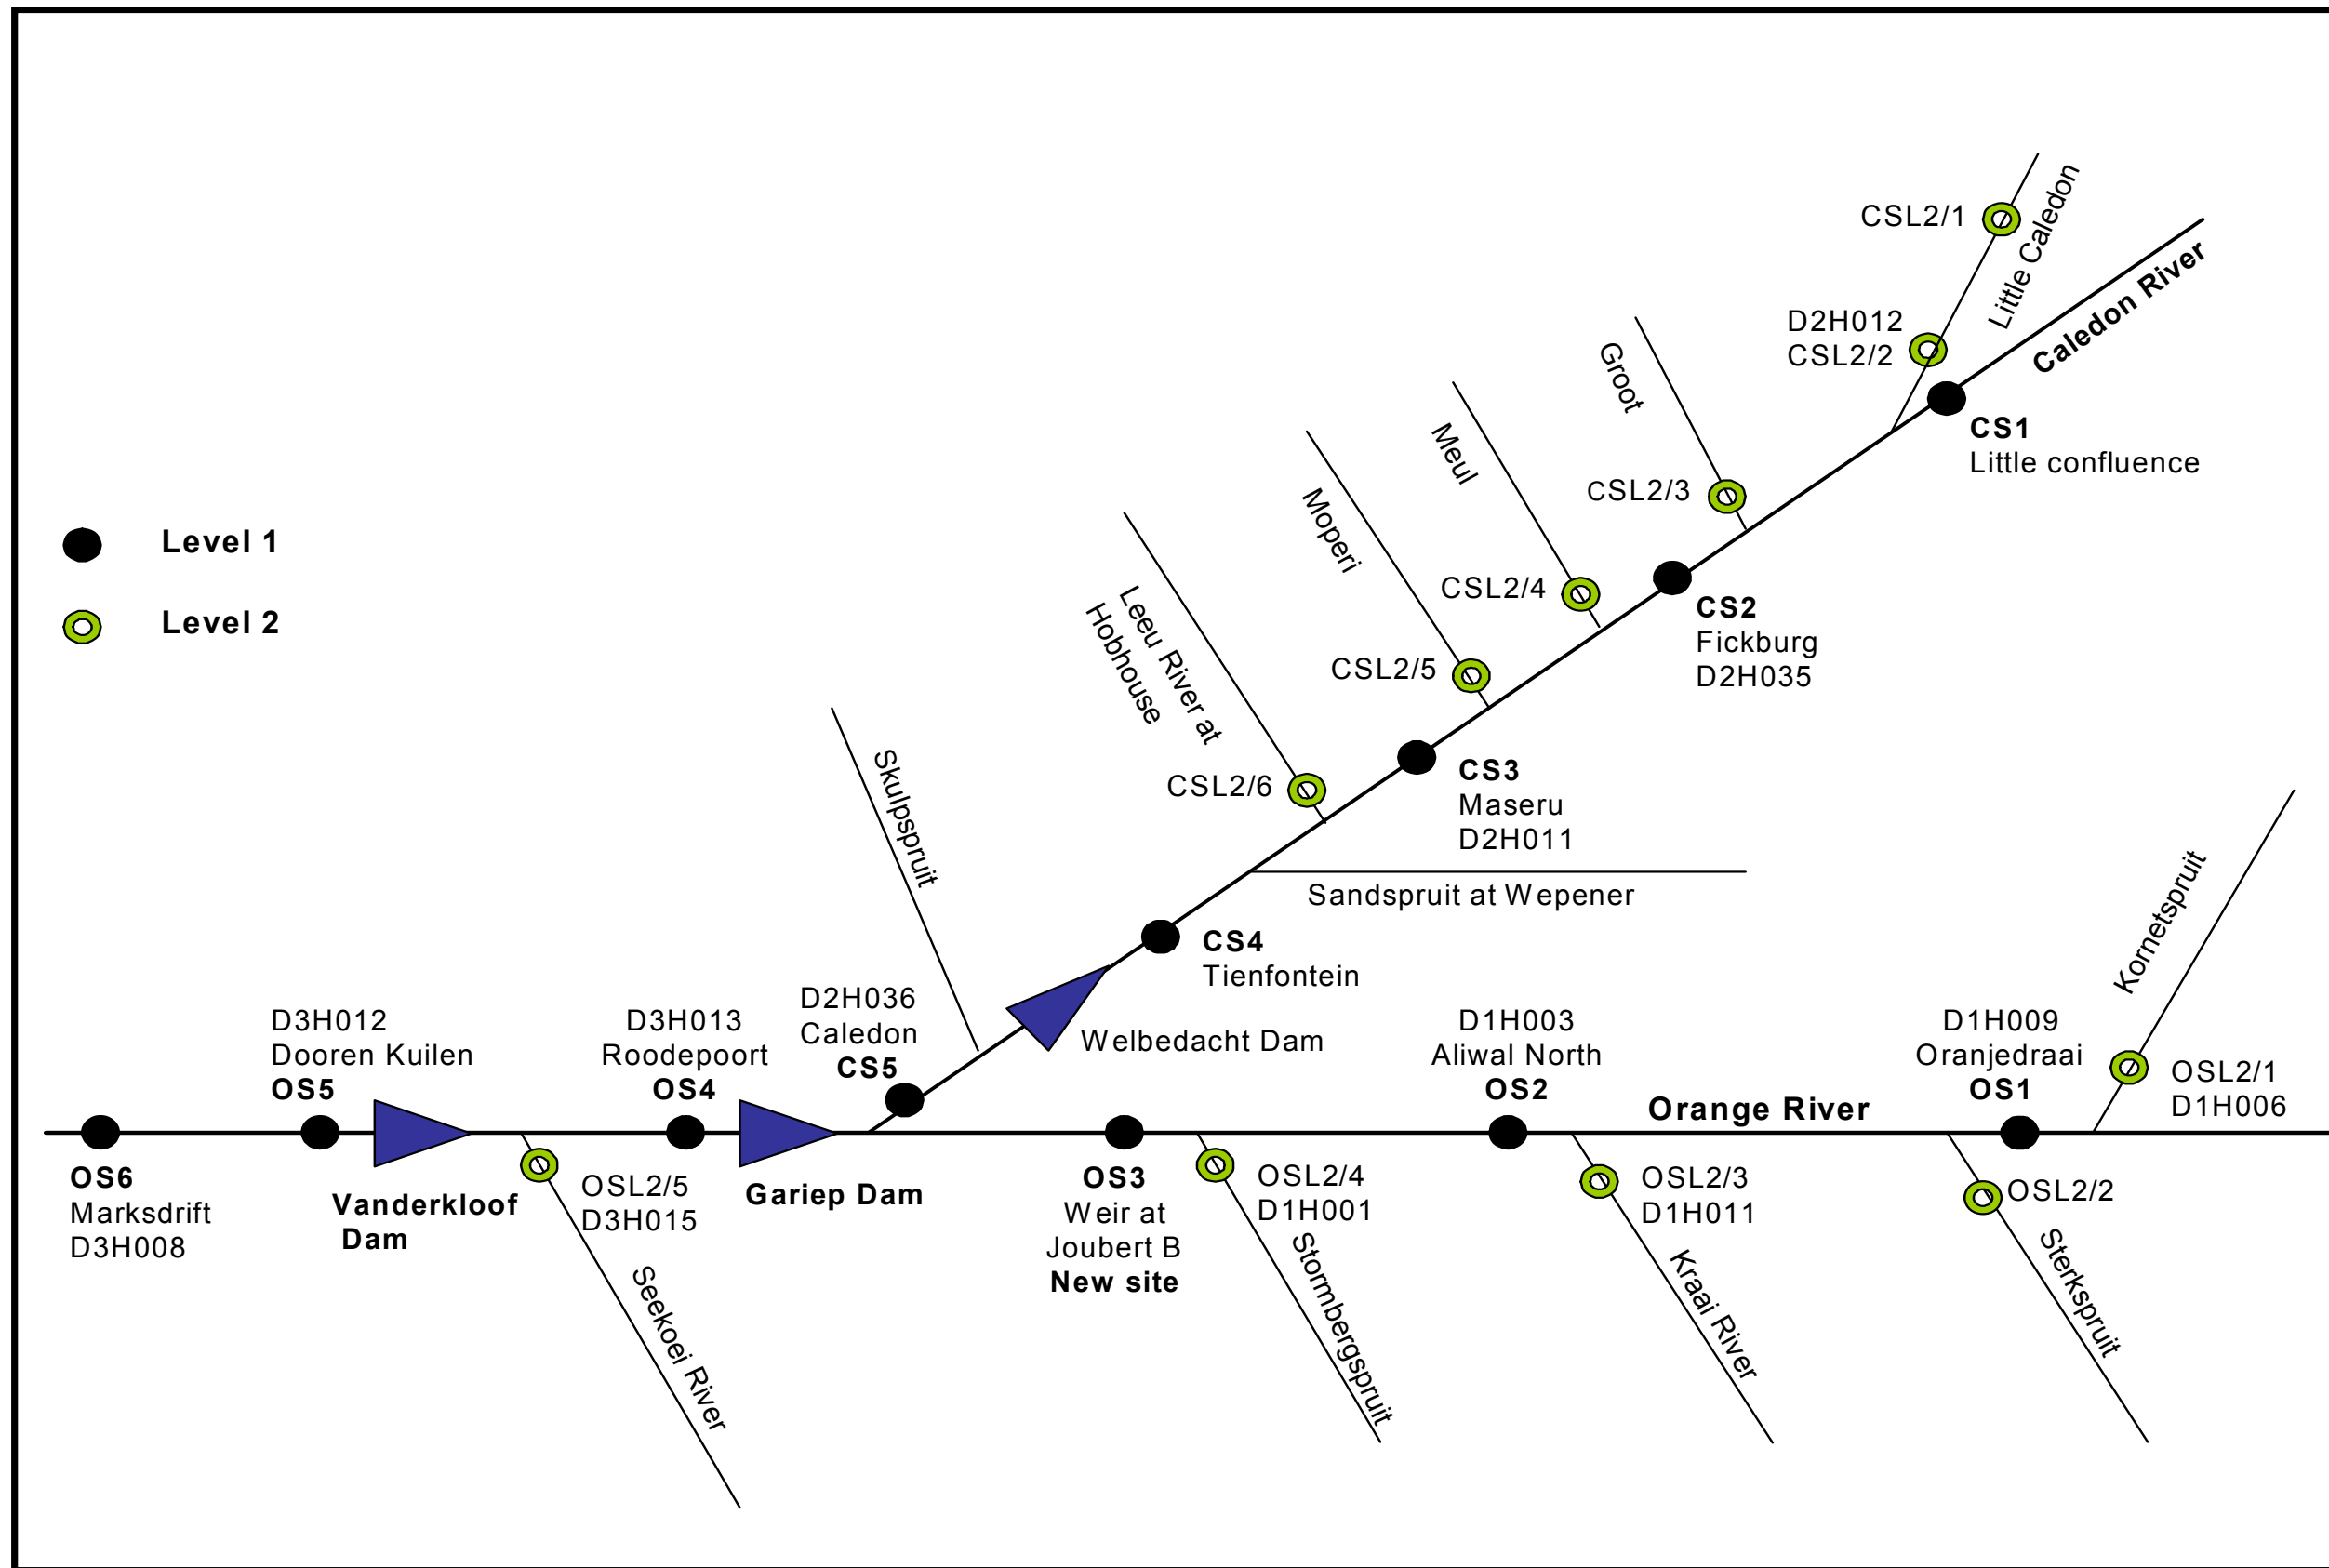 CSL2/1
Little Caledon
Caledon River
D2H012
CSL2/2
CS1
Little confluence
Groot
CSL2/3
Meul
CSL2/4
CS2
Fickburg
D2H035
Moperi
CSL2/5
Leeu River at
Hobhouse
CSL2/6
CS3
Maseru
D2H011
Level 1
Level 2
Skulpspruit
Sandspruit at Wepener
CS4
Tienfontein
Welbedacht Dam
Kornetspruit
D3H012
Dooren Kuilen
OS5
D3H013
Roodepoort
OS4
D2H036
Caledon
CS5
D1H003
Aliwal North
OS2
Orange River
D1H009
Oranjedraai
OS1
OSL2/1
D1H006
OS6
Marksdrift
D3H008
Vanderkloof
Dam
OSL2/5
D3H015
Seekoei River
Gariep Dam
OS3
Weir at
Joubert B
New site
OSL2/4
D1H001
Stormbergspruit
OSL2/3
D1H011
Kraai River
OSL2/2
Sterkspruit